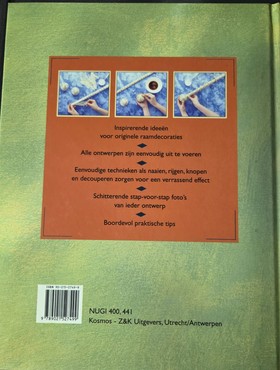 Inspirerende ideeën
voor originele raamdecoraties
Alle ontwerpen zijn eenvoudig uit te voeren
Eenvoudige technieken als naaien, rijgen, knopen
en decouperen zorgen voor een verrassend effect
Schitterende stap-voor-stap foto's
van ieder ontwerp
Boordevol praktische tips
NUGI 400, 441
Kosmos – Z&K Uitgevers, Utrecht/Antwerpen